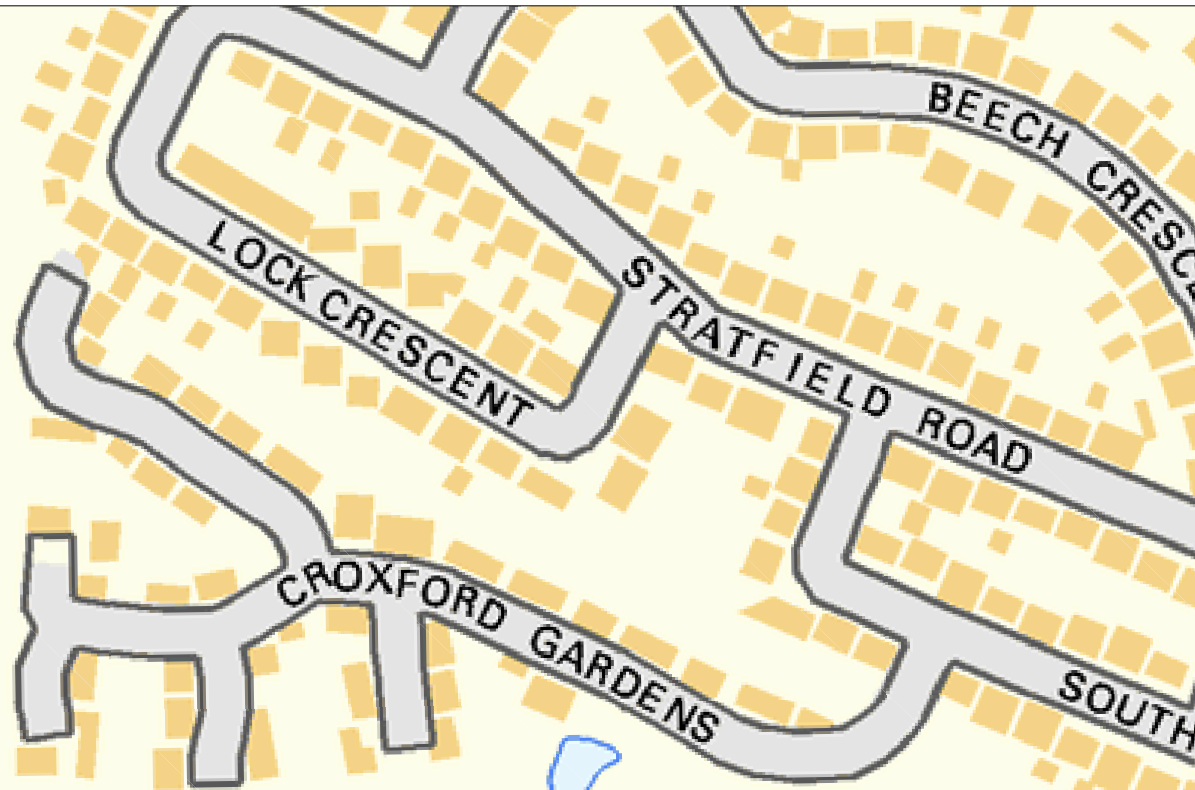 BEECH CRESC
LOCK CRESCENT
STRATFIELD ROAD
CROXFORD GARDENS
SOUTH